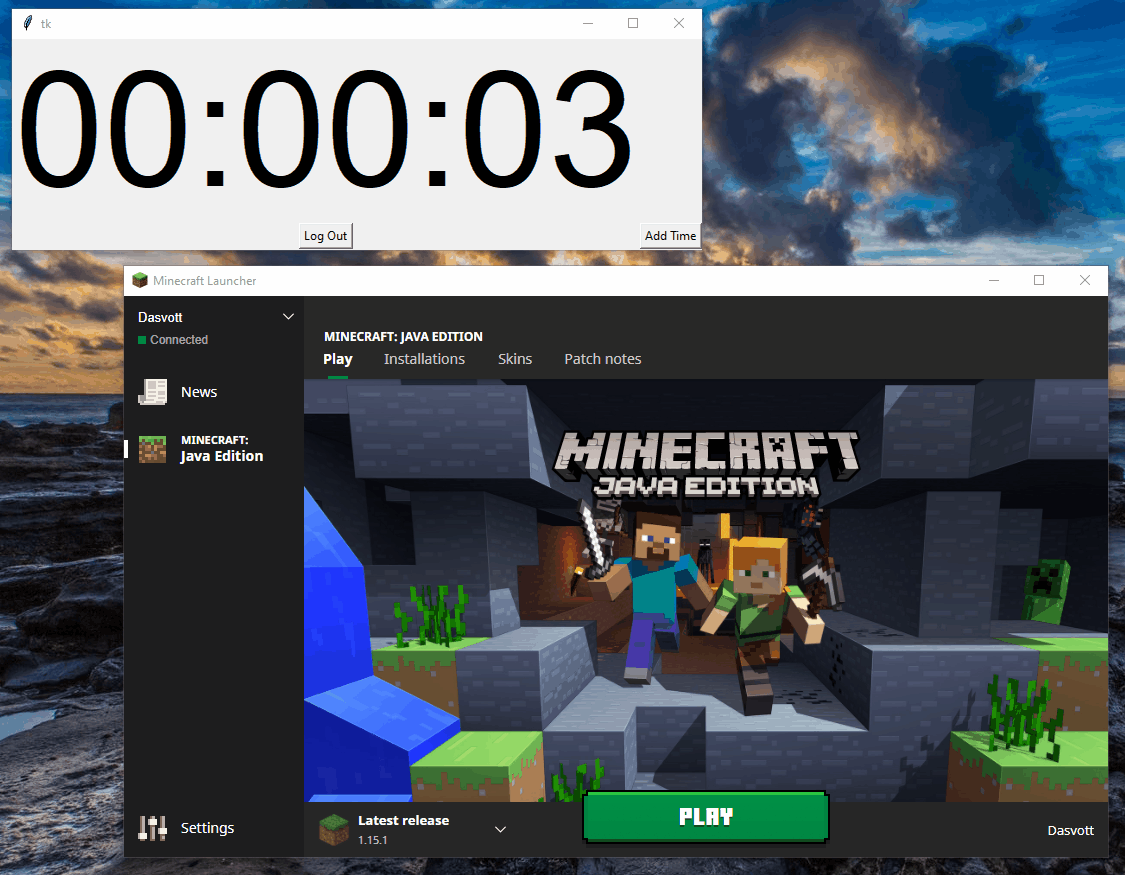 tk
00:00:03
Log Out
Add Time
Minecraft Launcher
Dasvott
Connected
News
MINECRAFT:
Java Edition
Settings
MINECRAFT: JAVA EDITION
Play Installations Skins Patch notes
MINECRAFT
JAVA EDITION
Latest release
1.15.1
PLAY
Dasvott